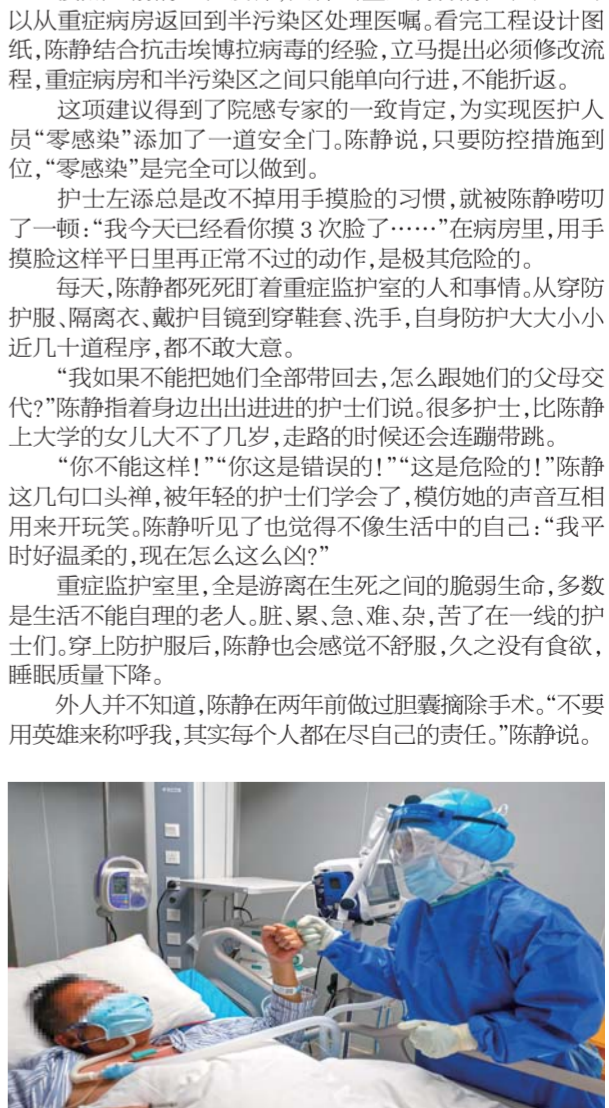 以从重症病房返回到半污染区处理医嘱。看完工程设计图
纸,陈静结合抗击埃博拉病毒的经验,立马提出必须修改流
程,重症病房和半污染区之间只能单向行进,不能折返。
这项建议得到了院感专家的一致肯定,为实现医护人
员“零感染”添加了一道安全门。陈静说,只要防控措施到
位,“零感染”是完全可以做到。
护士左添总是改不掉用手摸脸的习惯,就被陈静唠叨
了一顿:“我今天已经看你摸 3 次脸了……”在病房里,用手
摸脸这样平日里再正常不过的动作,是极其危险的。
每天,陈静都死死盯着重症监护室的人和事情。从穿防
护服、隔离衣、戴护目镜到穿鞋套、洗手,自身防护大大小小
近几十道程序,都不敢大意。
“我如果不能把她们全部带回去,怎么跟她们的父母交
代?”陈静指着身边出出进进的护士们说。很多护士,比陈静
上大学的女儿大不了几岁,走路的时候还会连蹦带跳。
“你不能这样!”“你这是错误的!”“这是危险的!”陈静
这几句口头禅,被年轻的护士们学会了,模仿她的声音互相
用来开玩笑。陈静听见了也觉得不像生活中的自己:“我平
时好温柔的,现在怎么这么凶?”
重症监护室里,全是游离在生死之间的脆弱生命,多数
是生活不能自理的老人。脏、累、急、难、杂,苦了在一线的护
士们。穿上防护服后,陈静也会感觉不舒服,久之没有食欲,
睡眠质量下降。
外人并不知道,陈静在两年前做过胆囊摘除手术。“不要
用英雄来称呼我,其实每个人都在尽自己的责任。”陈静说。